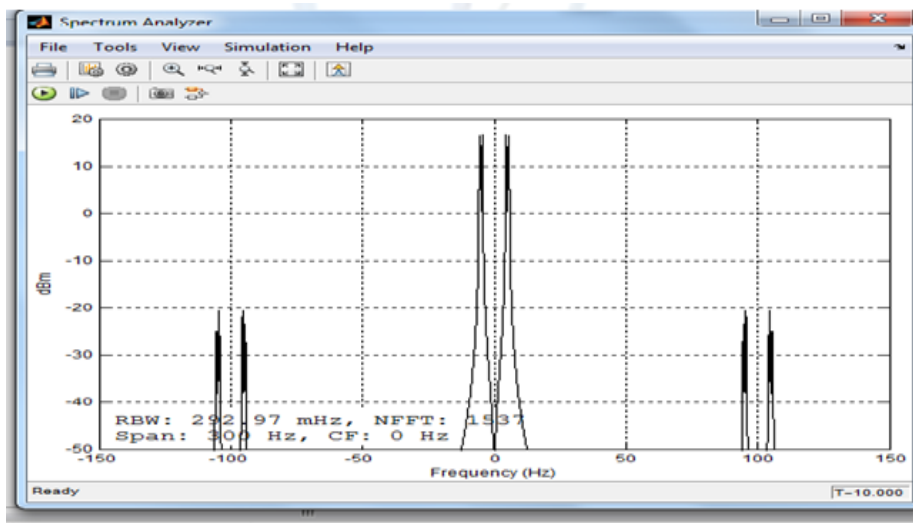 Spectrum Analyzer
File Tools View Simulation Help
20
10
0
-10
-20
-30
-40
-50
dBm
RBW: 292.97 mHz, NFFT: 1537
Span: 300 Hz, CF: 0 Hz
-150 -100 -50 0 50 100 150
Frequency (Hz)
Ready T=10.000